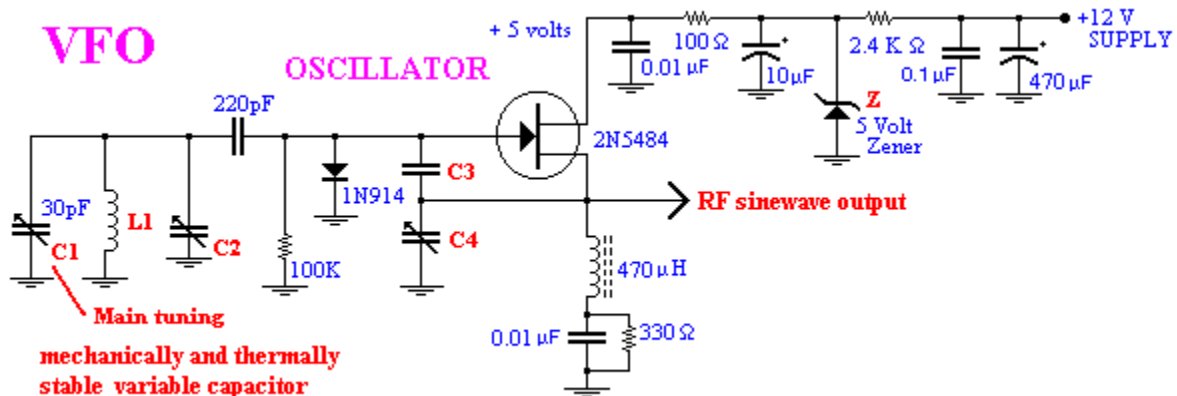 VFO
OSCILLATOR
+ 5 volts
0.01 µF
100 Ω
10µF
2.4 K Ω
0.1 µF
470 µF
+12 V
SUPPLY
Z
5 Volt
Zener
220pF
2N5484
1N914
C3
C4
30pF
C1
L1
C2
100K
RF sinewave output
470 µH
0.01 µF
330 Ω
Main tuning
mechanically and thermally
stable variable capacitor